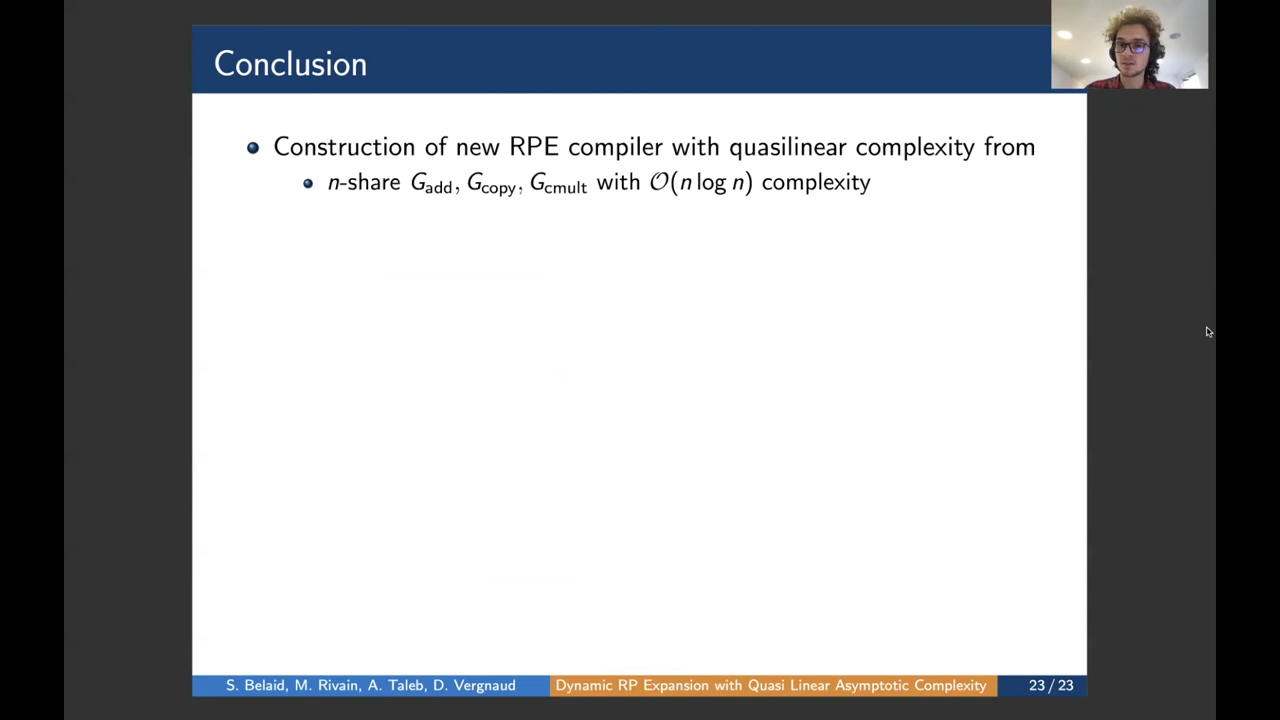 Conclusion
Construction of new RPE compiler with quasilinear complexity from
n-share G_add, G_copy, G_cmult with O(n log n) complexity
S. Belaid, M. Rivain, A. Taleb, D. Vergnaud
Dynamic RP Expansion with Quasi Linear Asymptotic Complexity
23 / 23